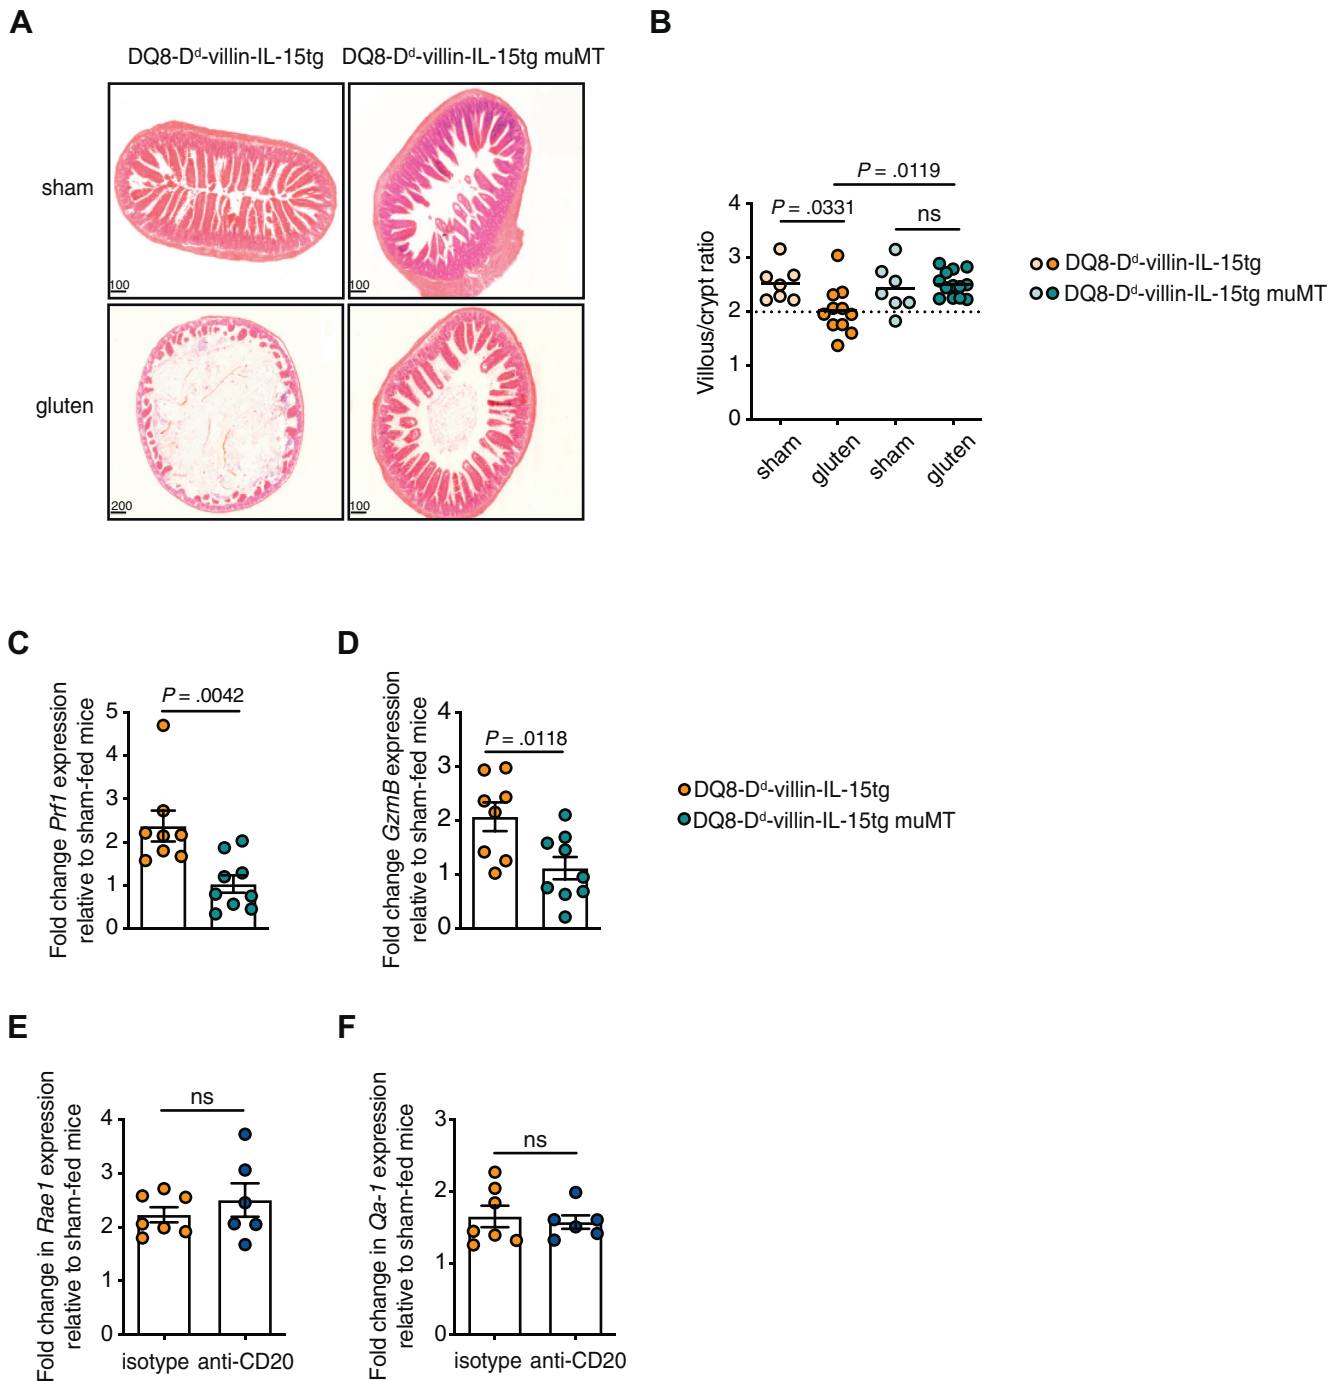 A
DQ8-Dᵈ-villin-IL-15tg
DQ8-Dᵈ-villin-IL-15tg muMT
sham
100
100
gluten
200
100
B
P = .0119
P = .0331
ns
Villous/crypt ratio
4
3
2
1
0
sham
gluten
sham
gluten
DQ8-Dᵈ-villin-IL-15tg
DQ8-Dᵈ-villin-IL-15tg muMT
C
P = .0042
Fold change Prf1 expression
relative to sham-fed mice
5
4
3
2
1
0
D
P = .0118
Fold change GzmB expression
relative to sham-fed mice
4
3
2
1
0
DQ8-Dᵈ-villin-IL-15tg
DQ8-Dᵈ-villin-IL-15tg muMT
E
ns
Fold change in Rae1 expression
relative to sham-fed mice
4
3
2
1
0
isotype
anti-CD20
F
ns
Fold change in Qa-1 expression
relative to sham-fed mice
3
2
1
0
isotype
anti-CD20